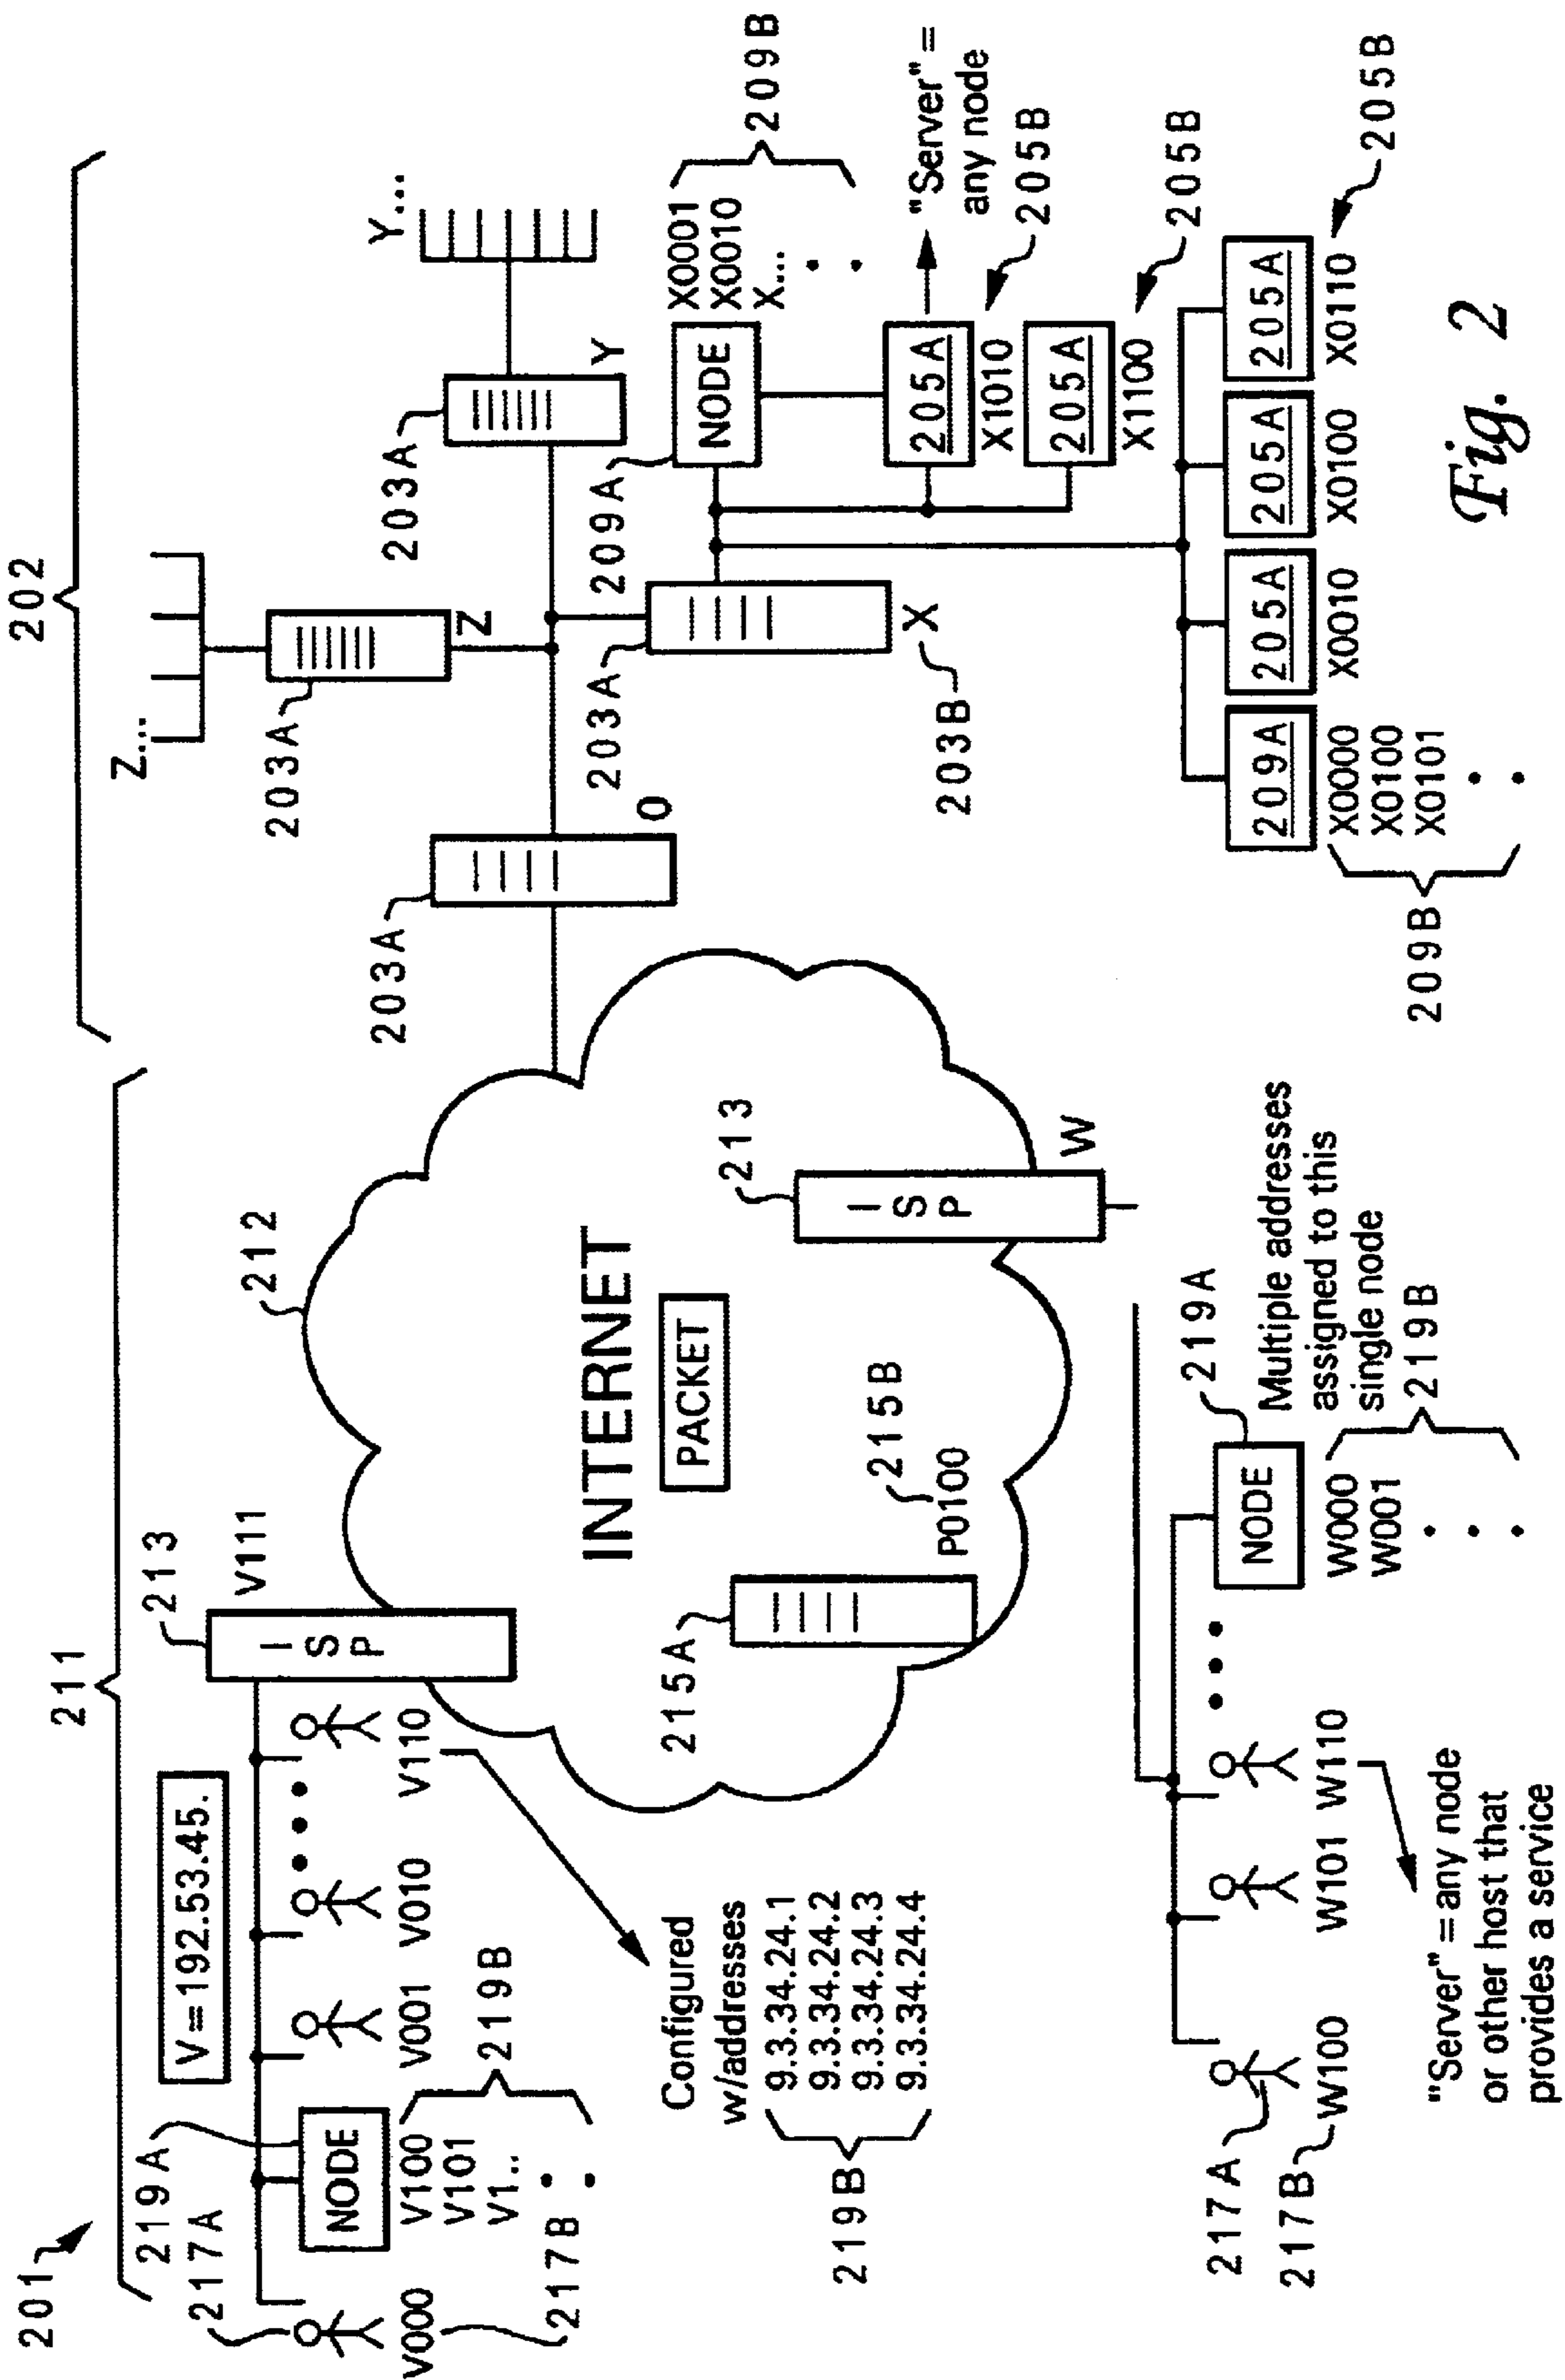 201
211
202
217A
219A
V=192.53.45.
213
V111
ISP
212
NODE
V000
V100
V101
V1..
217B
219B
V001
V010
V110
Configured
w/addresses
9.3.34.24.1
9.3.34.24.2
9.3.34.24.3
9.3.34.24.4
219B
INTERNET
PACKET
215A
215B
P0100
213
ISP
W
217A
217B
W100
W101
W110
"Server" = any node
or other host that
provides a service
NODE
219A
Multiple addresses
assigned to this
single node
W000
W001
219B
203A
O
Z...
203A
Z
203A
Y
Y...
203A
X
203B
209A
NODE
X0001
X0010
X...
209B
205A
X1010
"Server" =
any node
205B
205A
X1100
205B
209A
X0000
X0100
X0101
209B
205A
X0010
205A
X0100
205A
X0110
205B
Fig. 2